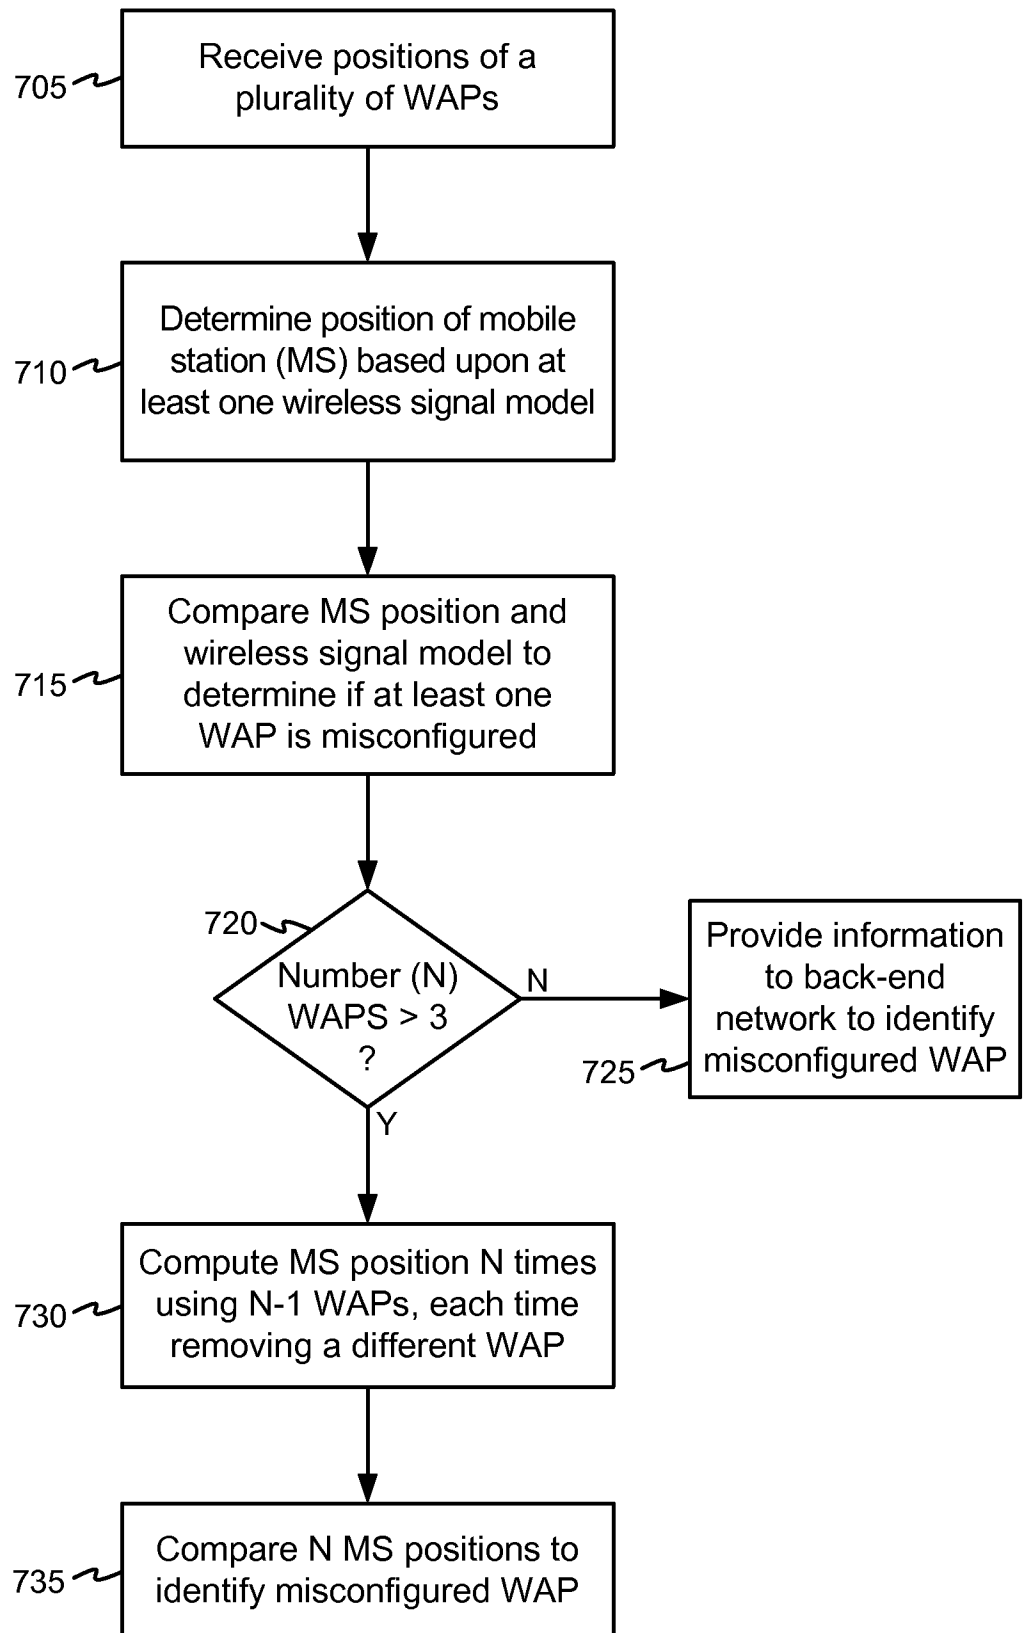 705
Receive positions of a
plurality of WAPs
710
Determine position of mobile
station (MS) based upon at
least one wireless signal model
715
Compare MS position and
wireless signal model to
determine if at least one
WAP is misconfigured
720
Number (N)
WAPS > 3
?
N
Y
725
Provide information
to back-end
network to identify
misconfigured WAP
730
Compute MS position N times
using N-1 WAPs, each time
removing a different WAP
735
Compare N MS positions to
identify misconfigured WAP